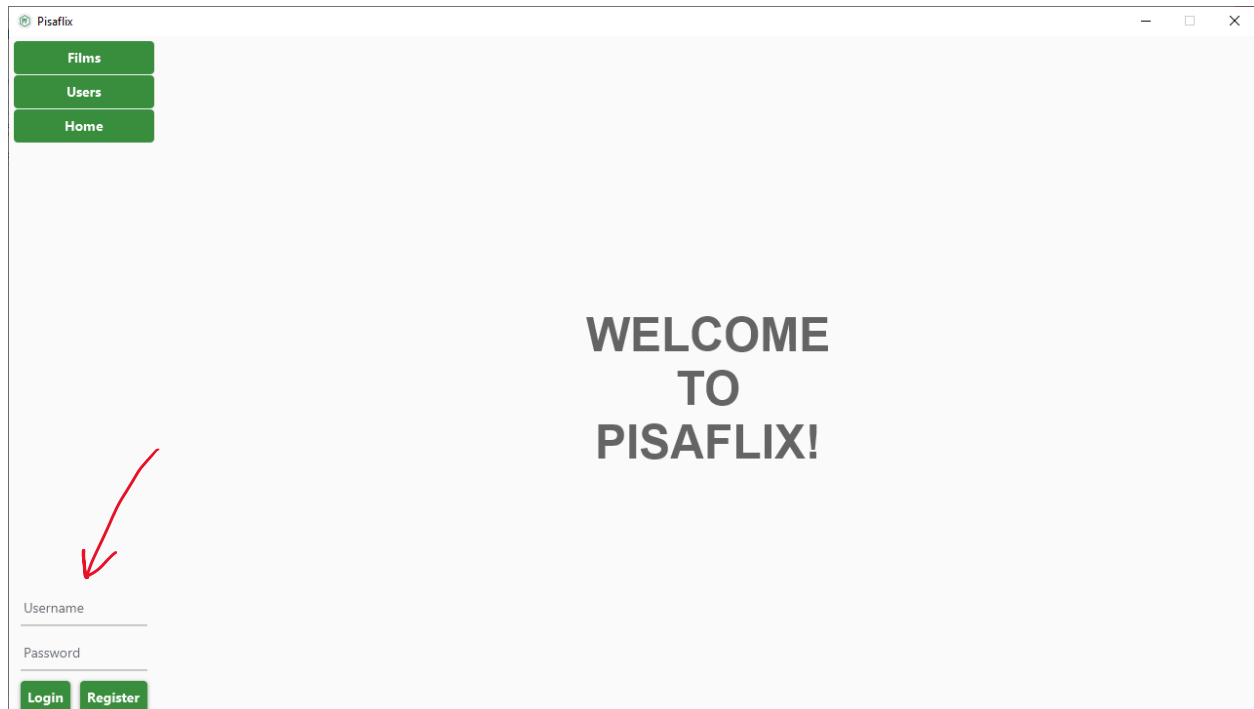 Pisaflix
Films
Users
Home
WELCOME
TO
PISAFLIX!
Username
Password
Login Register